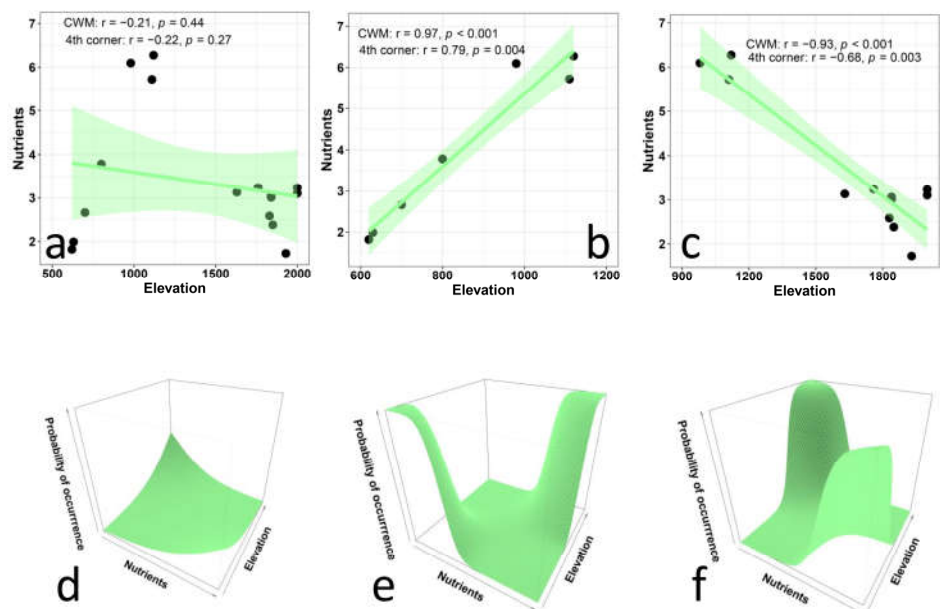 CWM: r = −0.21, p = 0.44
4th corner: r = −0.22, p = 0.27
Nutrients
7
6
5
4
3
2
a
500
1000
1500
2000
Elevation
CWM: r = 0.97, p < 0.001
4th corner: r = 0.79, p = 0.004
Nutrients
7
6
5
4
3
2
b
600
800
1000
1200
Elevation
CWM: r = −0.93, p < 0.001
4th corner: r = −0.68, p = 0.003
Nutrients
7
6
5
4
3
2
c
900
1200
1500
1800
Elevation
Probability of occurrrence
Nutrients
Elevation
d
Probability of occurrrence
Nutrients
Elevation
e
Probability of occurrrence
Nutrients
Elevation
f